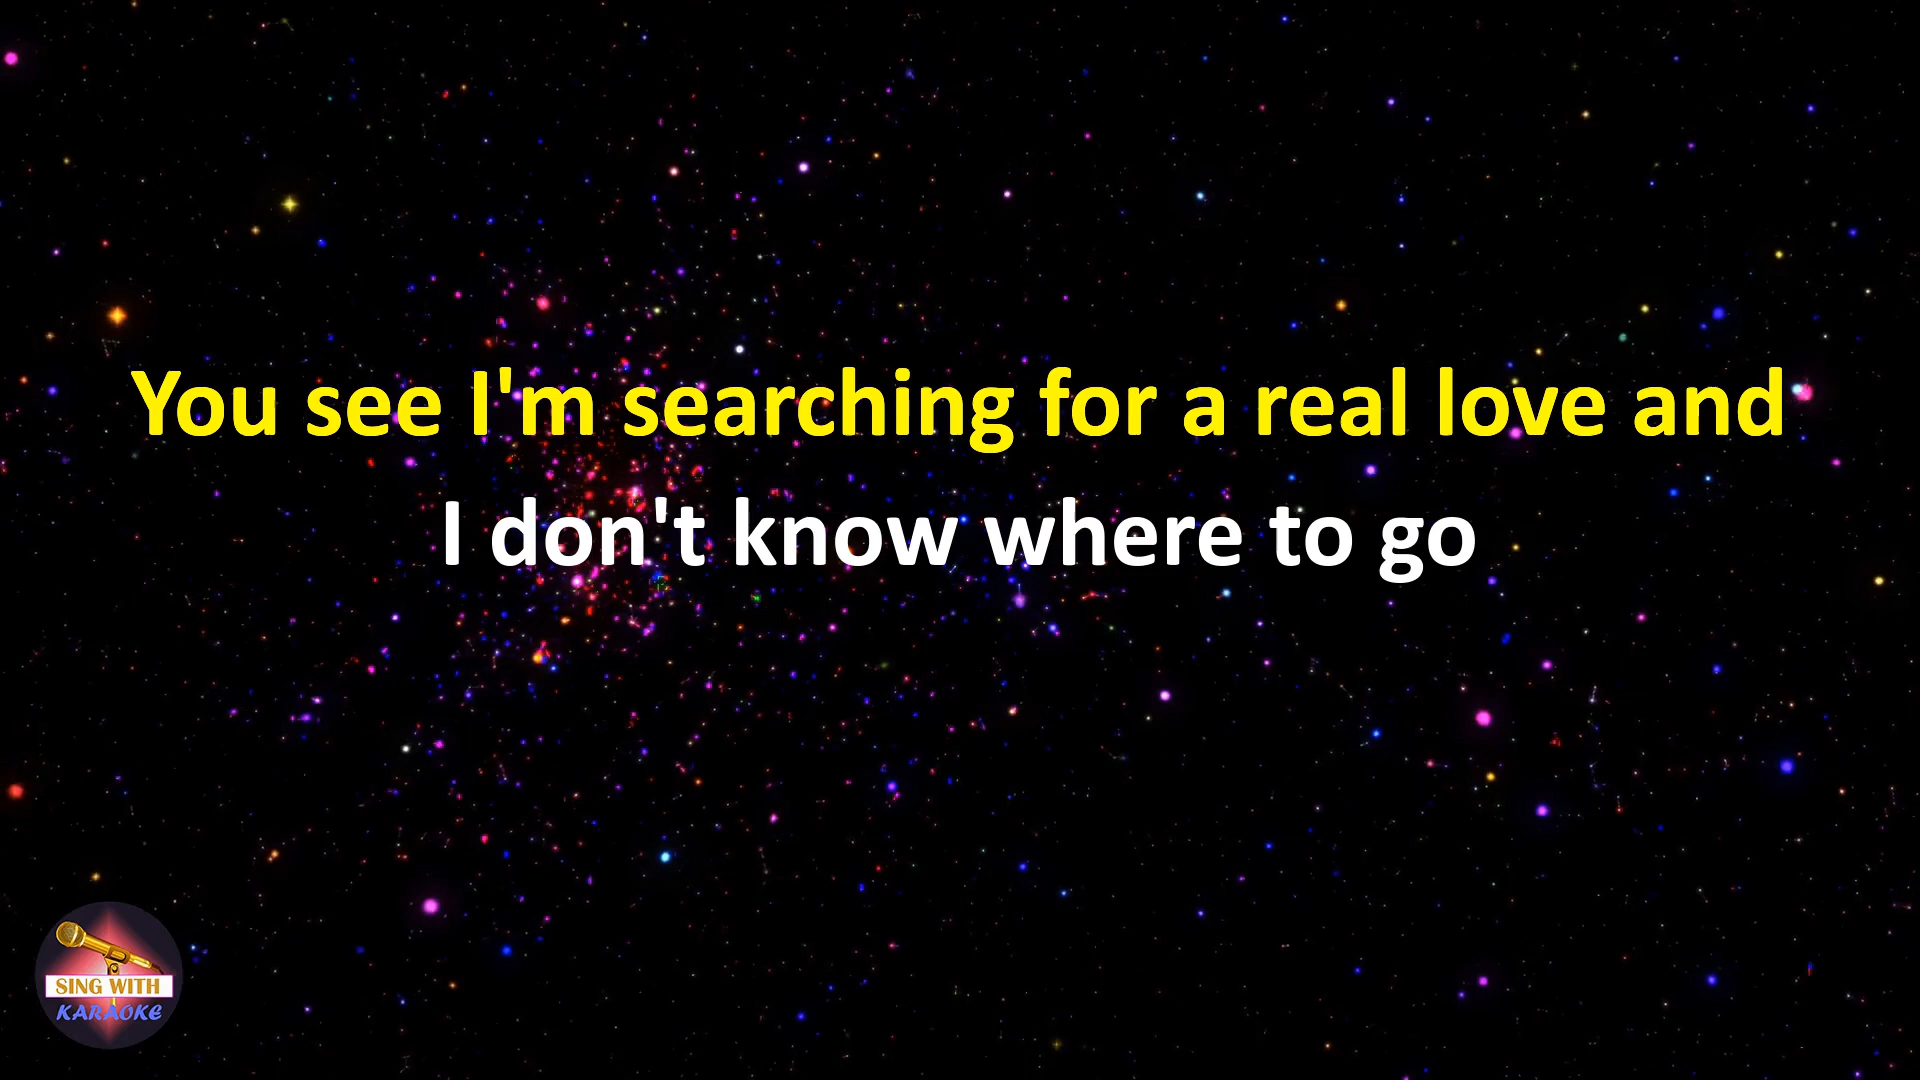 You see I'm searching for a real love and
I don't know where to go
SING WITH
KARAOKE